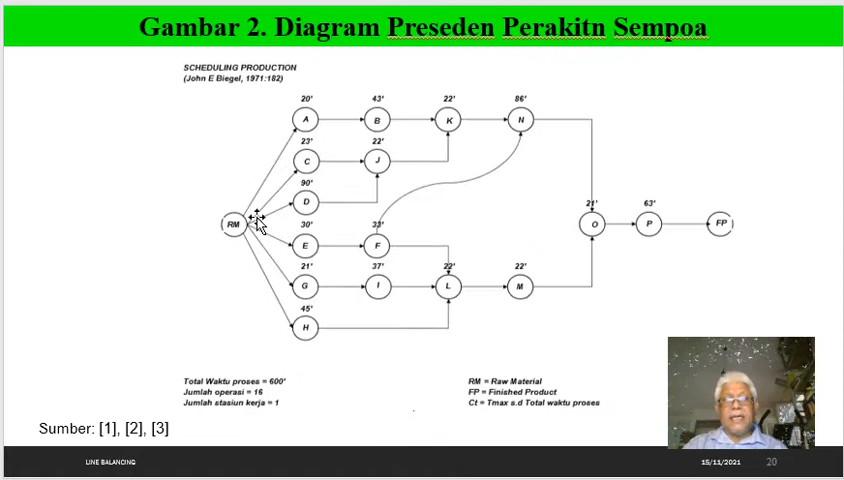 Gambar 2. Diagram Preseden Perakitn Sempoa
SCHEDULING PRODUCTION
(John E Biegel, 1971:182)
20' 43' 22' 86'
A B K N
23' 22'
C J
90'
D
RM
30' 33'
E F
21' 63'
O P FP
21' 37' 22' 22'
G I L M
45'
H
Total Waktu proses = 600'
Jumlah operasi = 16
Jumlah stasiun kerja = 1
RM = Raw Material
FP = Finished Product
Ct = Tmax s.d Total waktu proses
Sumber: [1], [2], [3]
LINE BALANCING
15/11/2021 20